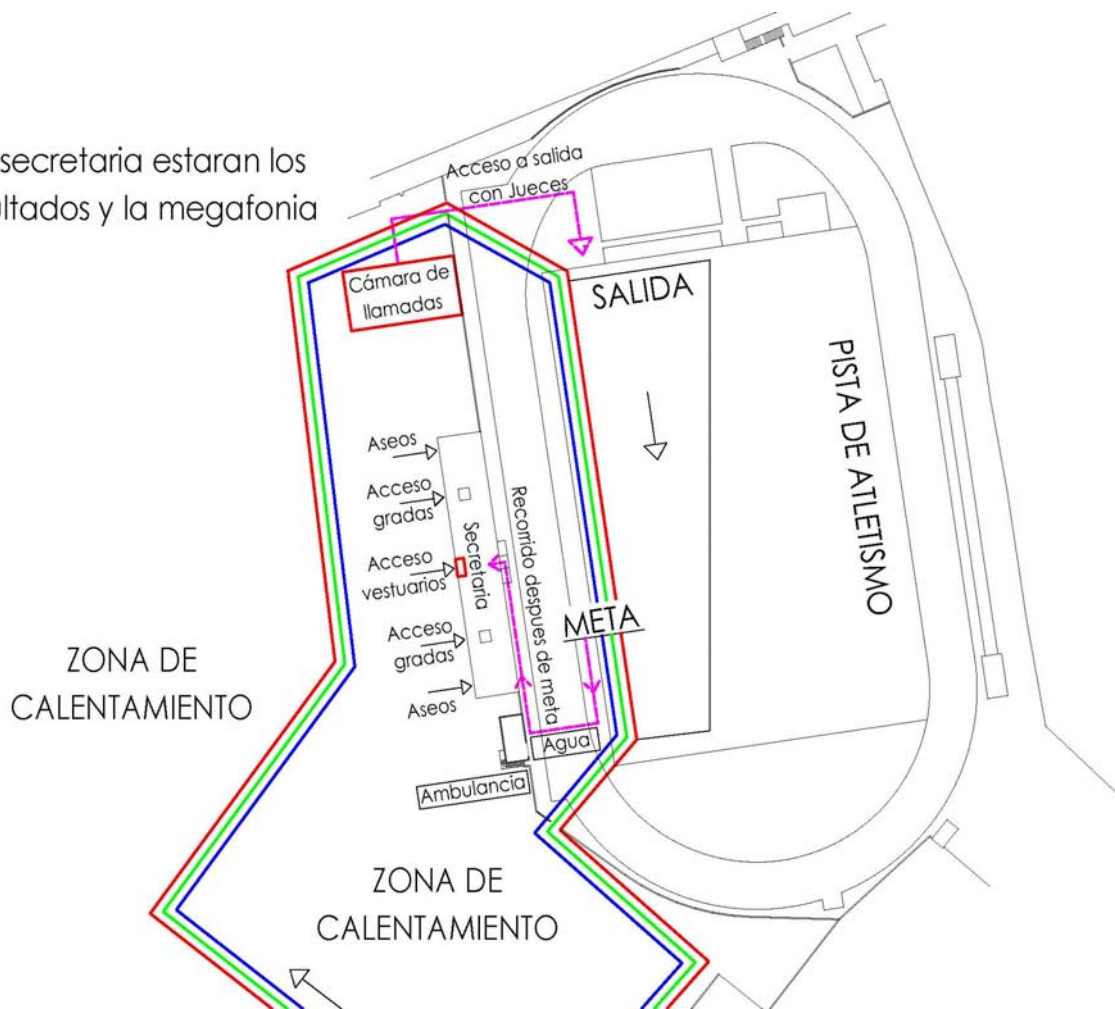 secretaria estaran los
ultados y la megafonia
Acceso a salida
con Jueces
Cámara de
llamadas
SALIDA
PISTA DE ATLETISMO
Aseos
Acceso
gradas
Acceso
vestuarios
Acceso
gradas
Aseos
Secretaria
Recorrido despues de meta
META
Agua
Ambulancia
ZONA DE
CALENTAMIENTO
ZONA DE
CALENTAMIENTO